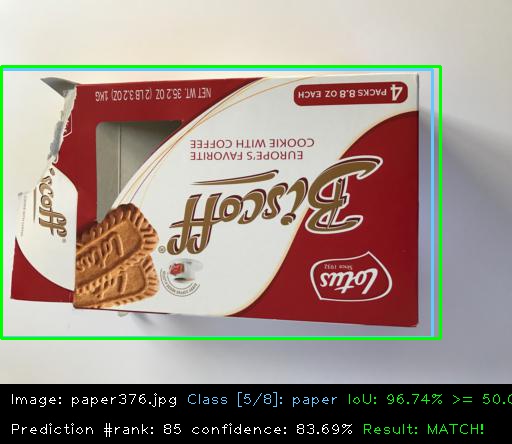 4 PACKS 8.8 OZ EACH
NET WT. 35.2 OZ (2 LB 3.2 OZ) 1KG
EUROPE'S FAVORITE
COOKIE WITH COFFEE
Biscoff®
Lotus
Since 1932
Lotus
iscoff
Image: paper376.jpg Class [5/8]: paper IoU: 96.74% >= 50.0
Prediction #rank: 85 confidence: 83.69% Result: MATCH!